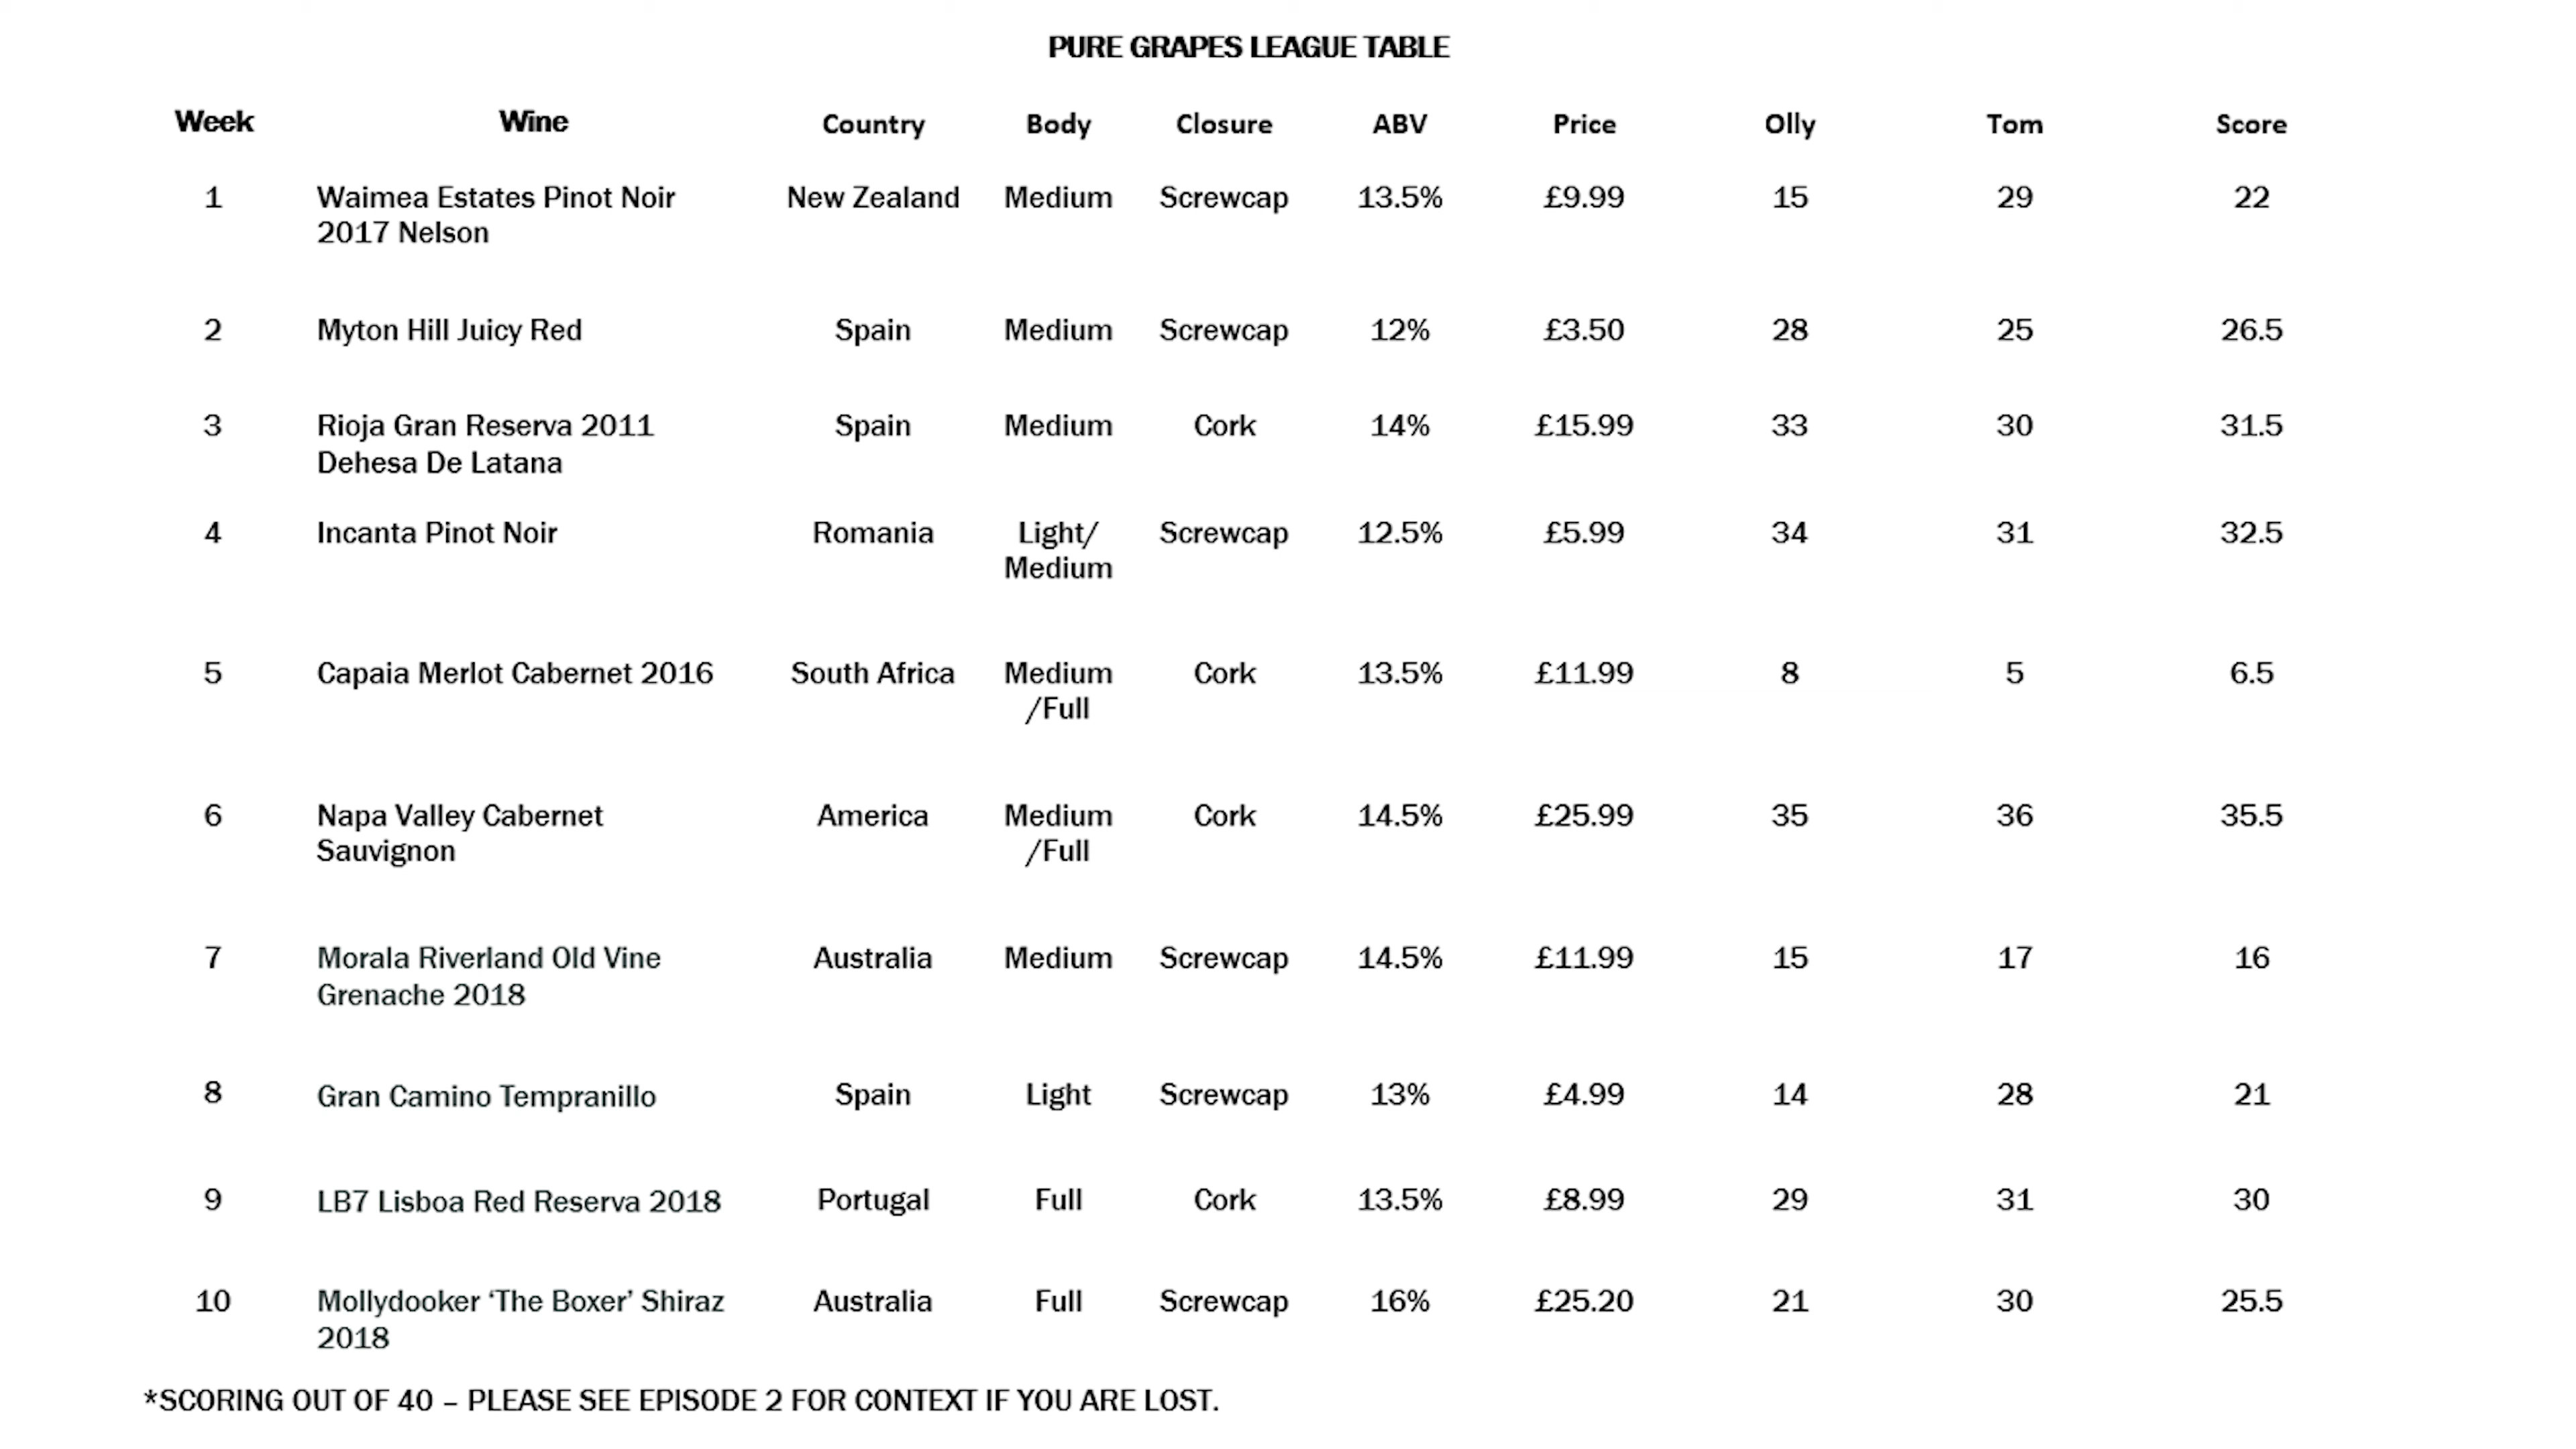 PURE GRAPES LEAGUE TABLE
Week Wine Country Body Closure ABV Price Olly Tom Score
1 Waimea Estates Pinot Noir New Zealand Medium Screwcap 13.5% £9.99 15 29 22
2017 Nelson
2 Myton Hill Juicy Red Spain Medium Screwcap 12% £3.50 28 25 26.5
3 Rioja Gran Reserva 2011 Spain Medium Cork 14% £15.99 33 30 31.5
Dehesa De Latana
4 Incanta Pinot Noir Romania Light/ Screwcap 12.5% £5.99 34 31 32.5
Medium
5 Capaia Merlot Cabernet 2016 South Africa Medium Cork 13.5% £11.99 8 5 6.5
/Full
6 Napa Valley Cabernet America Medium Cork 14.5% £25.99 35 36 35.5
Sauvignon /Full
7 Morala Riverland Old Vine Australia Medium Screwcap 14.5% £11.99 15 17 16
Grenache 2018
8 Gran Camino Tempranillo Spain Light Screwcap 13% £4.99 14 28 21
9 LB7 Lisboa Red Reserva 2018 Portugal Full Cork 13.5% £8.99 29 31 30
10 Mollydooker ‘The Boxer’ Shiraz Australia Full Screwcap 16% £25.20 21 30 25.5
2018
*SCORING OUT OF 40 – PLEASE SEE EPISODE 2 FOR CONTEXT IF YOU ARE LOST.